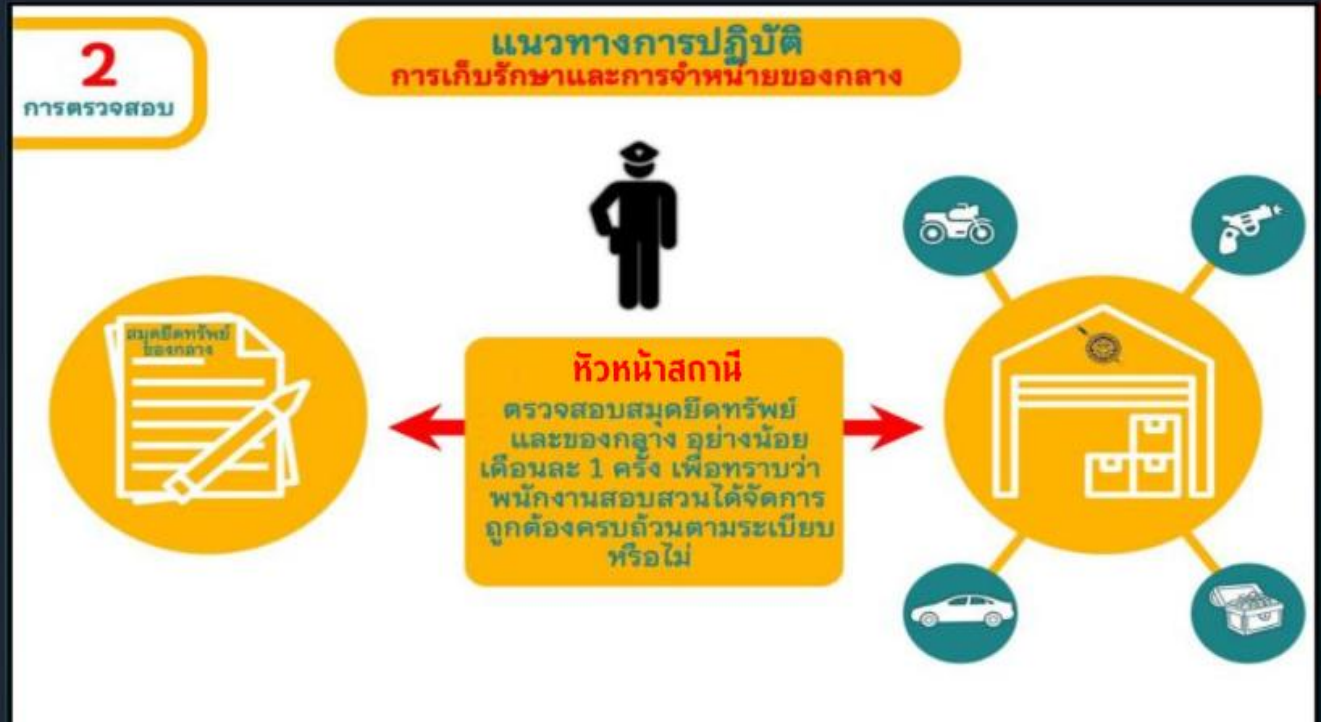 2
การตรวจสอบ
แนวทางการปฏิบัติ
การเก็บรักษาและการจำหน่ายของกลาง
สมุดยึดทรัพย์
ของกลาง
หัวหน้าสถานี
ตรวจสอบสมุดยึดทรัพย์
และของกลาง อย่างน้อย
เดือนละ 1 ครั้ง เพื่อทราบว่า
พนักงานสอบสวนได้จัดการ
ถูกต้องครบถ้วนตามระเบียบ
หรือไม่